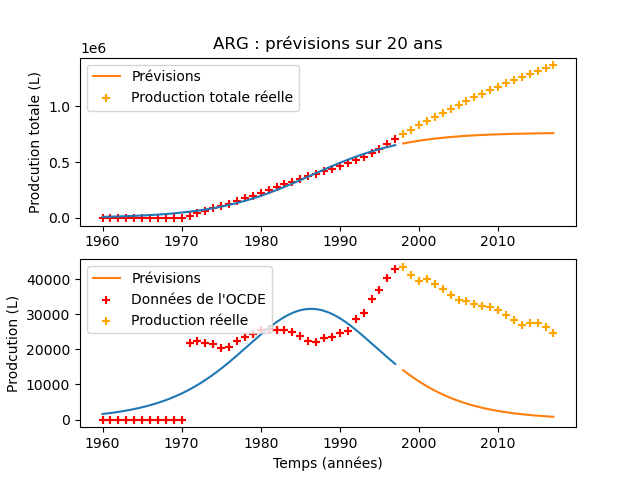 ARG : prévisions sur 20 ans
1e6
Prodcution totale (L)
1.0
0.5
0.0
Prévisions
Production totale réelle
1960 1970 1980 1990 2000 2010
Prodcution (L)
40000
30000
20000
10000
0
Prévisions
Données de l'OCDE
Production réelle
1960 1970 1980 1990 2000 2010
Temps (années)